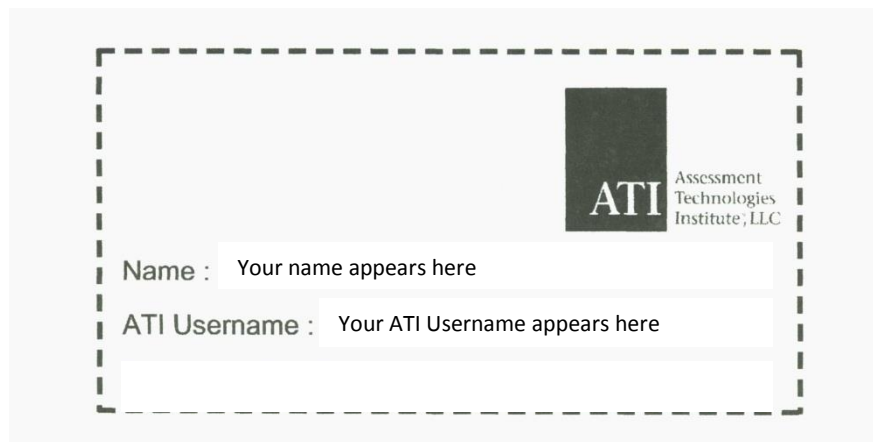 ATI
Assessment
Technologies
Institute, LLC
Name : Your name appears here
ATI Username : Your ATI Username appears here